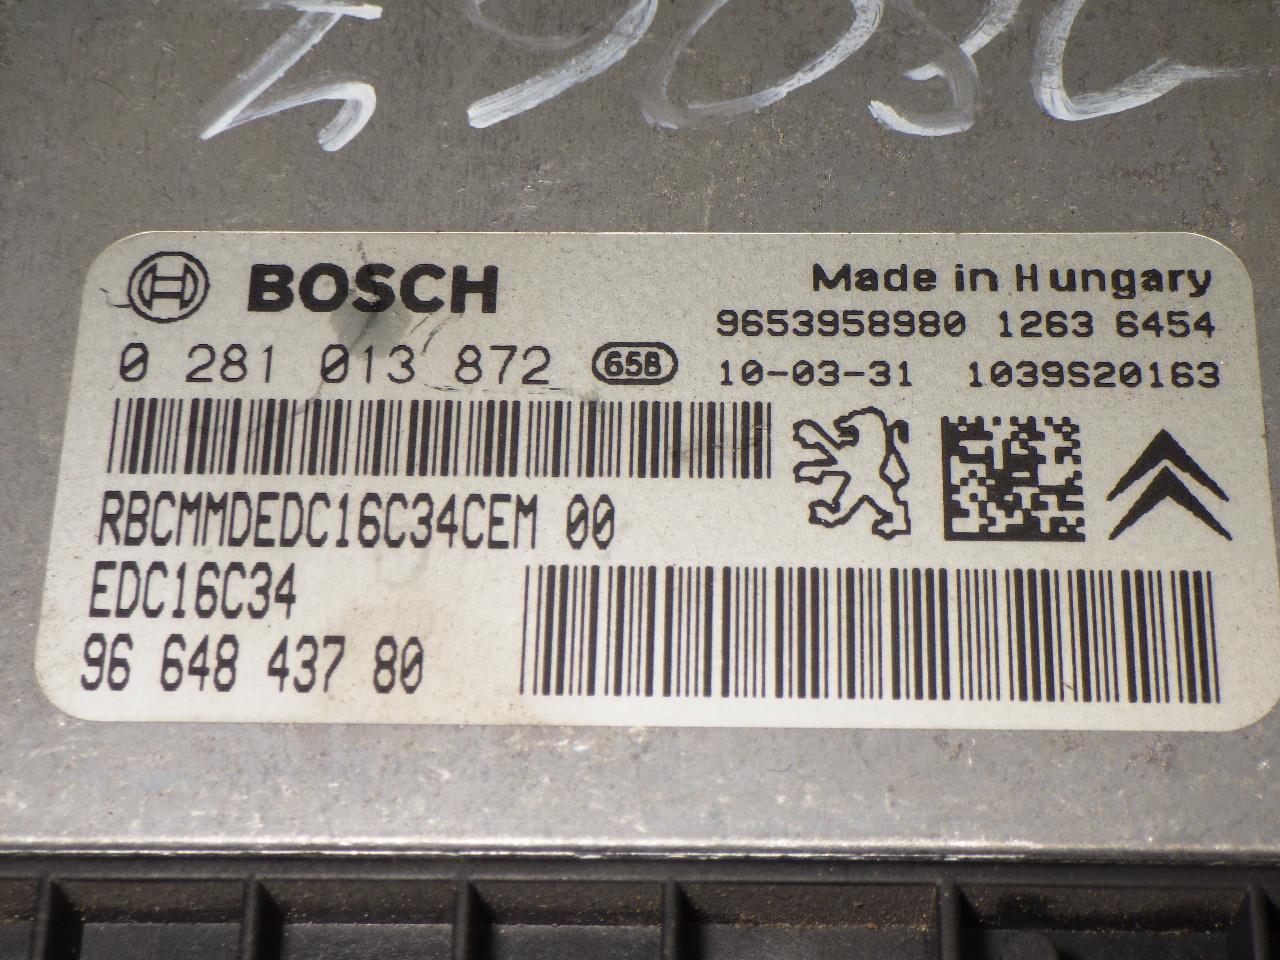 BOSCH
Made in Hungary
9653958980 1263 6454
0 281 013 872 65B
10-03-31 1039S20163
RBCMMDEDC16C34CEM 00
EDC16C34
96 648 437 80